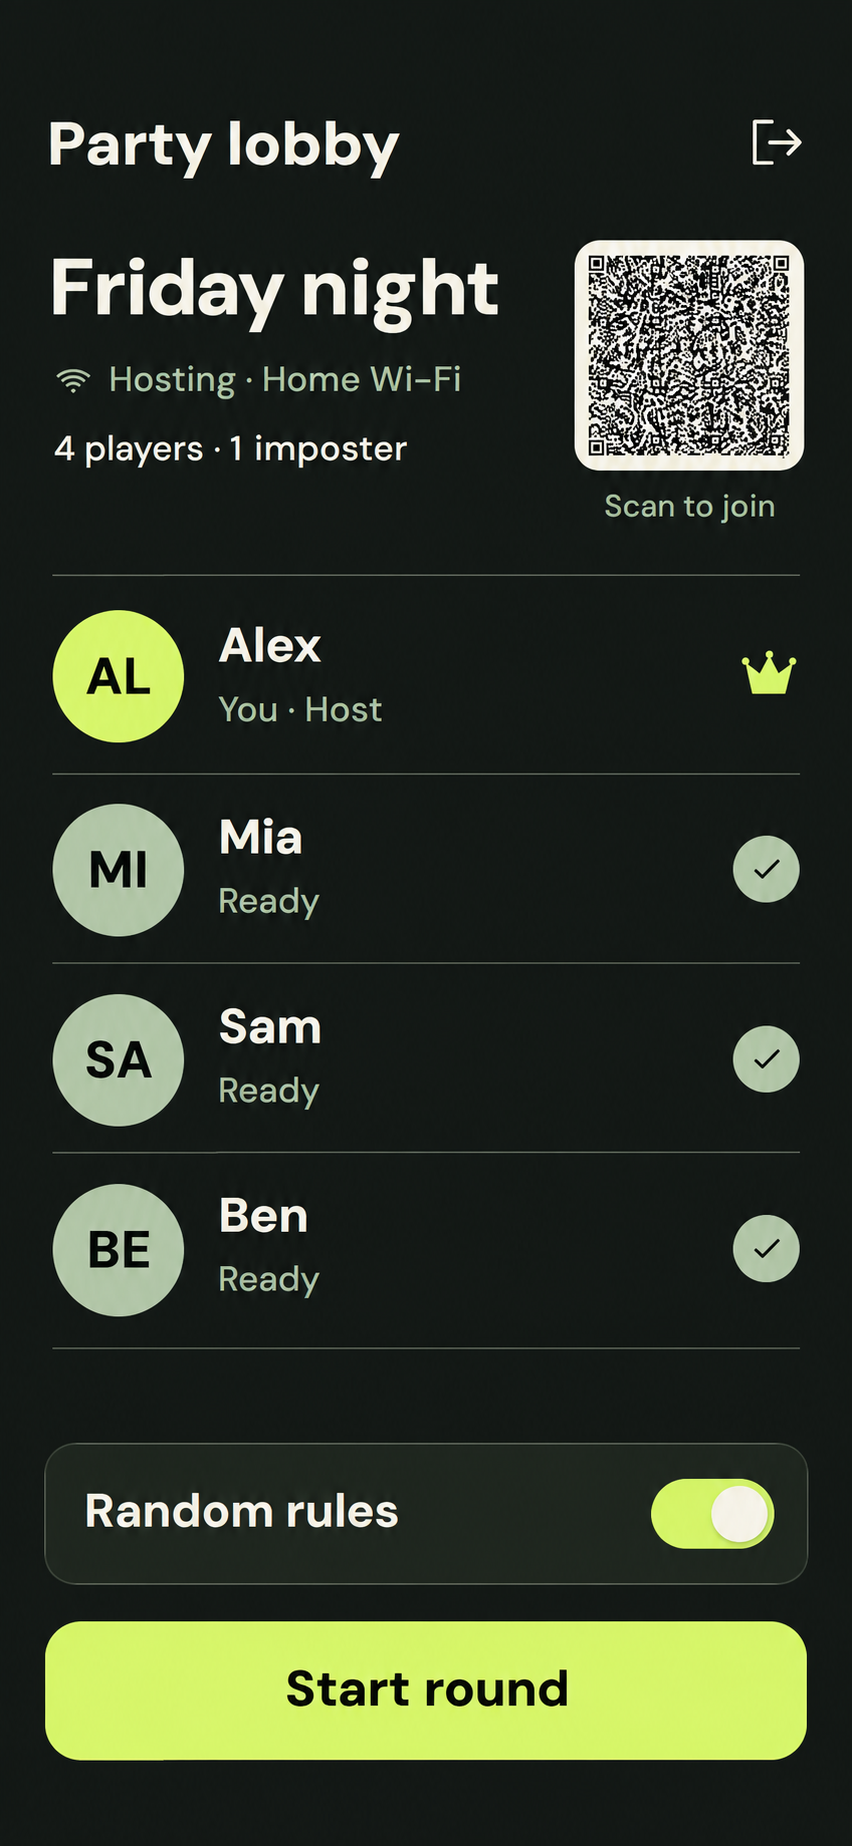 Party lobby
Friday night
Hosting · Home Wi-Fi
4 players · 1 imposter
Scan to join
AL
Alex
You · Host
MI
Mia
Ready
SA
Sam
Ready
BE
Ben
Ready
Random rules
Start round